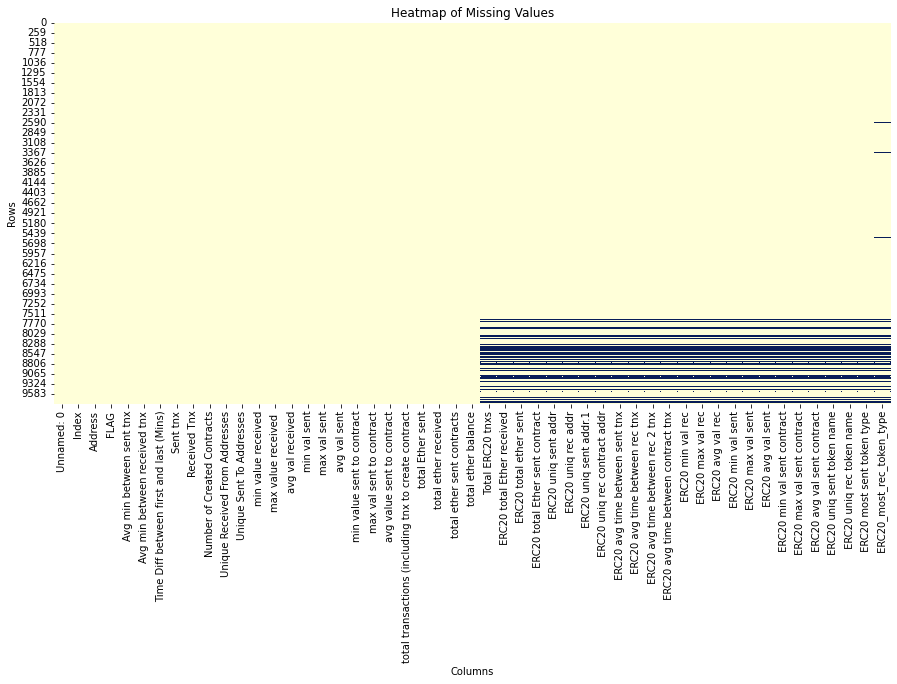 Heatmap of Missing Values
0
259
518
777
1036
1295
1554
1813
2072
2331
2590
2849
3108
3367
3626
3885
4144
4403
4662
4921
5180
5439
5698
5957
6216
6475
6734
6993
7252
7511
7770
8029
8288
8547
8806
9065
9324
9583
Rows
Unnamed: 0
Index
Address
FLAG
Avg min between sent tnx
Avg min between received tnx
Time Diff between first and last (Mins)
Sent tnx
Received Tnx
Number of Created Contracts
Unique Received From Addresses
Unique Sent To Addresses
min value received
max value received
avg val received
min val sent
max val sent
avg val sent
min value sent to contract
max val sent to contract
avg value sent to contract
total transactions (including tnx to create contract
total Ether sent
total ether received
total ether sent contracts
total ether balance
Total ERC20 tnxs
ERC20 total Ether received
ERC20 total ether sent
ERC20 total Ether sent contract
ERC20 uniq sent addr
ERC20 uniq rec addr
ERC20 uniq sent addr.1
ERC20 uniq rec contract addr
ERC20 avg time between sent tnx
ERC20 avg time between rec tnx
ERC20 avg time between rec 2 tnx
ERC20 avg time between contract tnx
ERC20 min val rec
ERC20 max val rec
ERC20 avg val rec
ERC20 min val sent
ERC20 max val sent
ERC20 avg val sent
ERC20 min val sent contract
ERC20 max val sent contract
ERC20 avg val sent contract
ERC20 uniq sent token name
ERC20 uniq rec token name
ERC20 most sent token type
ERC20_most_rec_token_type
Columns